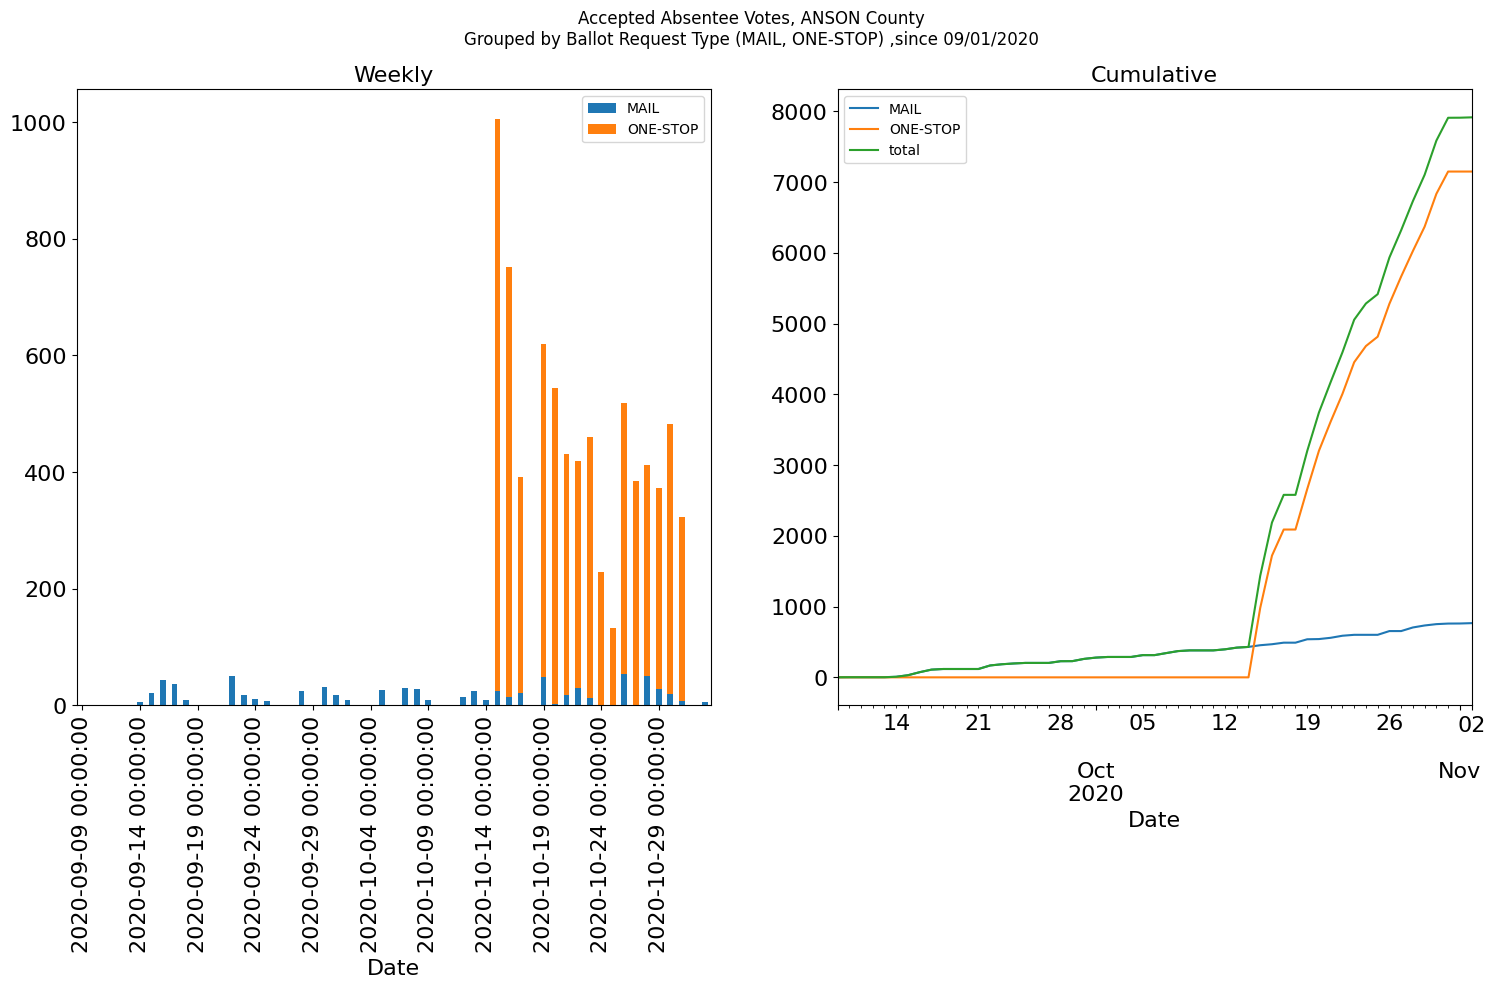 Accepted Absentee Votes, ANSON County
Grouped by Ballot Request Type (MAIL, ONE-STOP) ,since 09/01/2020
Weekly
MAIL
ONE-STOP
1000
800
600
400
200
0
2020-09-09 00:00:00
2020-09-14 00:00:00
2020-09-19 00:00:00
2020-09-24 00:00:00
2020-09-29 00:00:00
2020-10-04 00:00:00
2020-10-09 00:00:00
2020-10-14 00:00:00
2020-10-19 00:00:00
2020-10-24 00:00:00
2020-10-29 00:00:00
Date
Cumulative
MAIL
ONE-STOP
total
8000
7000
6000
5000
4000
3000
2000
1000
0
14 21 28 05 12 19 26 02
Oct Nov
2020
Date